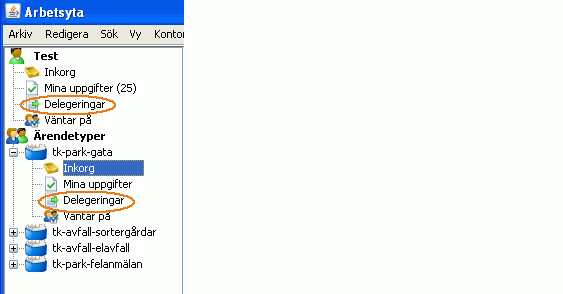 Arbetsyta
Arkiv Redigera Sök Vy Kontor
Test
Inkorg
Mina uppgifter (25)
Delegeringar
Väntar på
Ärendetyper
tk-park-gata
Inkorg
Mina uppgifter
Delegeringar
Väntar på
tk-avfall-sortergårdar
tk-avfall-elavfall
tk-park-felanmälan